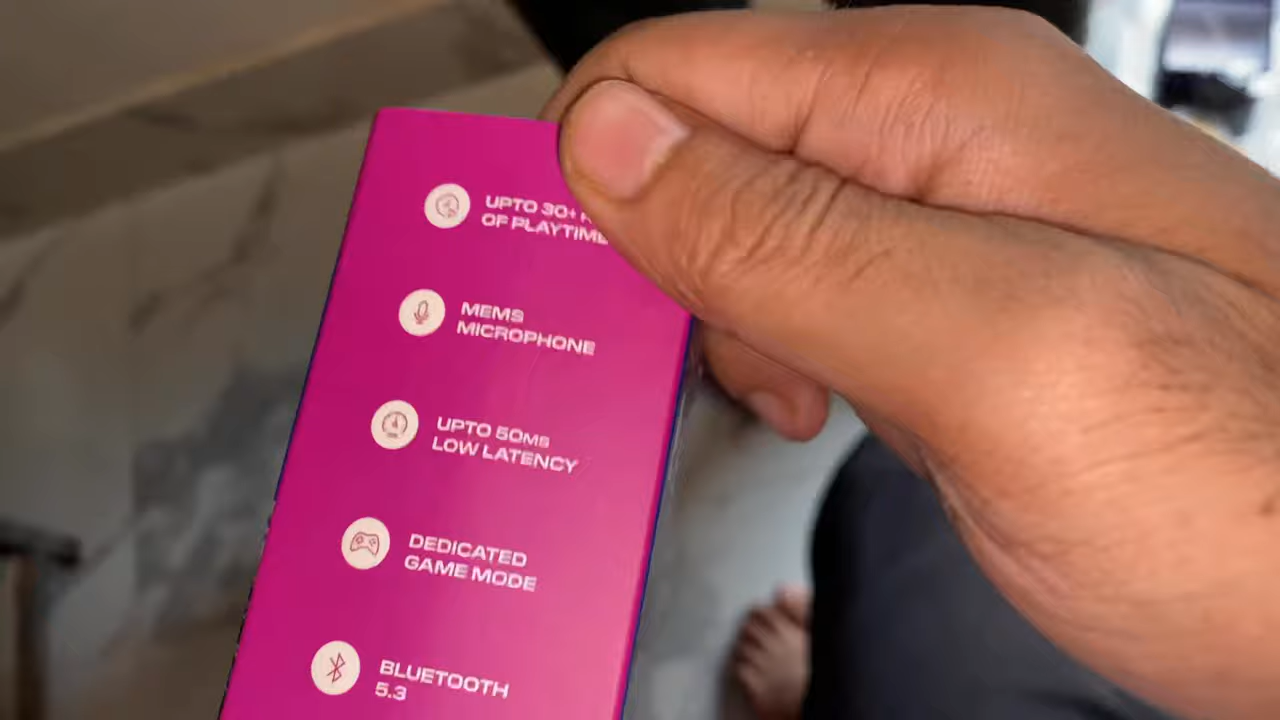 UPTO 30+
OF PLAYTIME
MEMS
MICROPHONE
UPTO 50MS
LOW LATENCY
DEDICATED
GAME MODE
BLUETOOTH
5.3